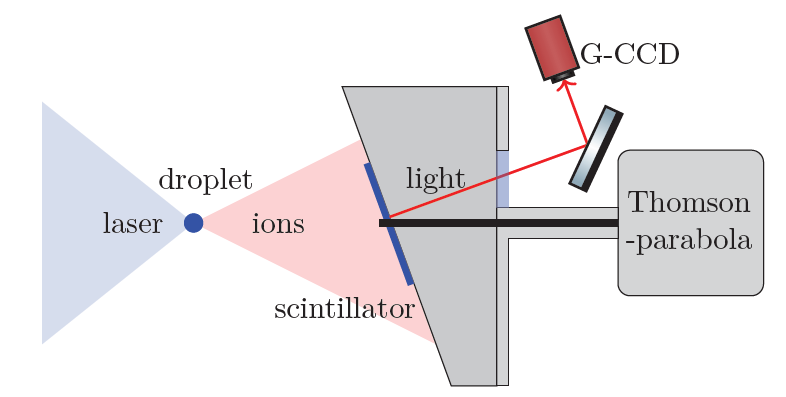 G-CCD
droplet
light
laser
ions
Thomson
-parabola
scintillator